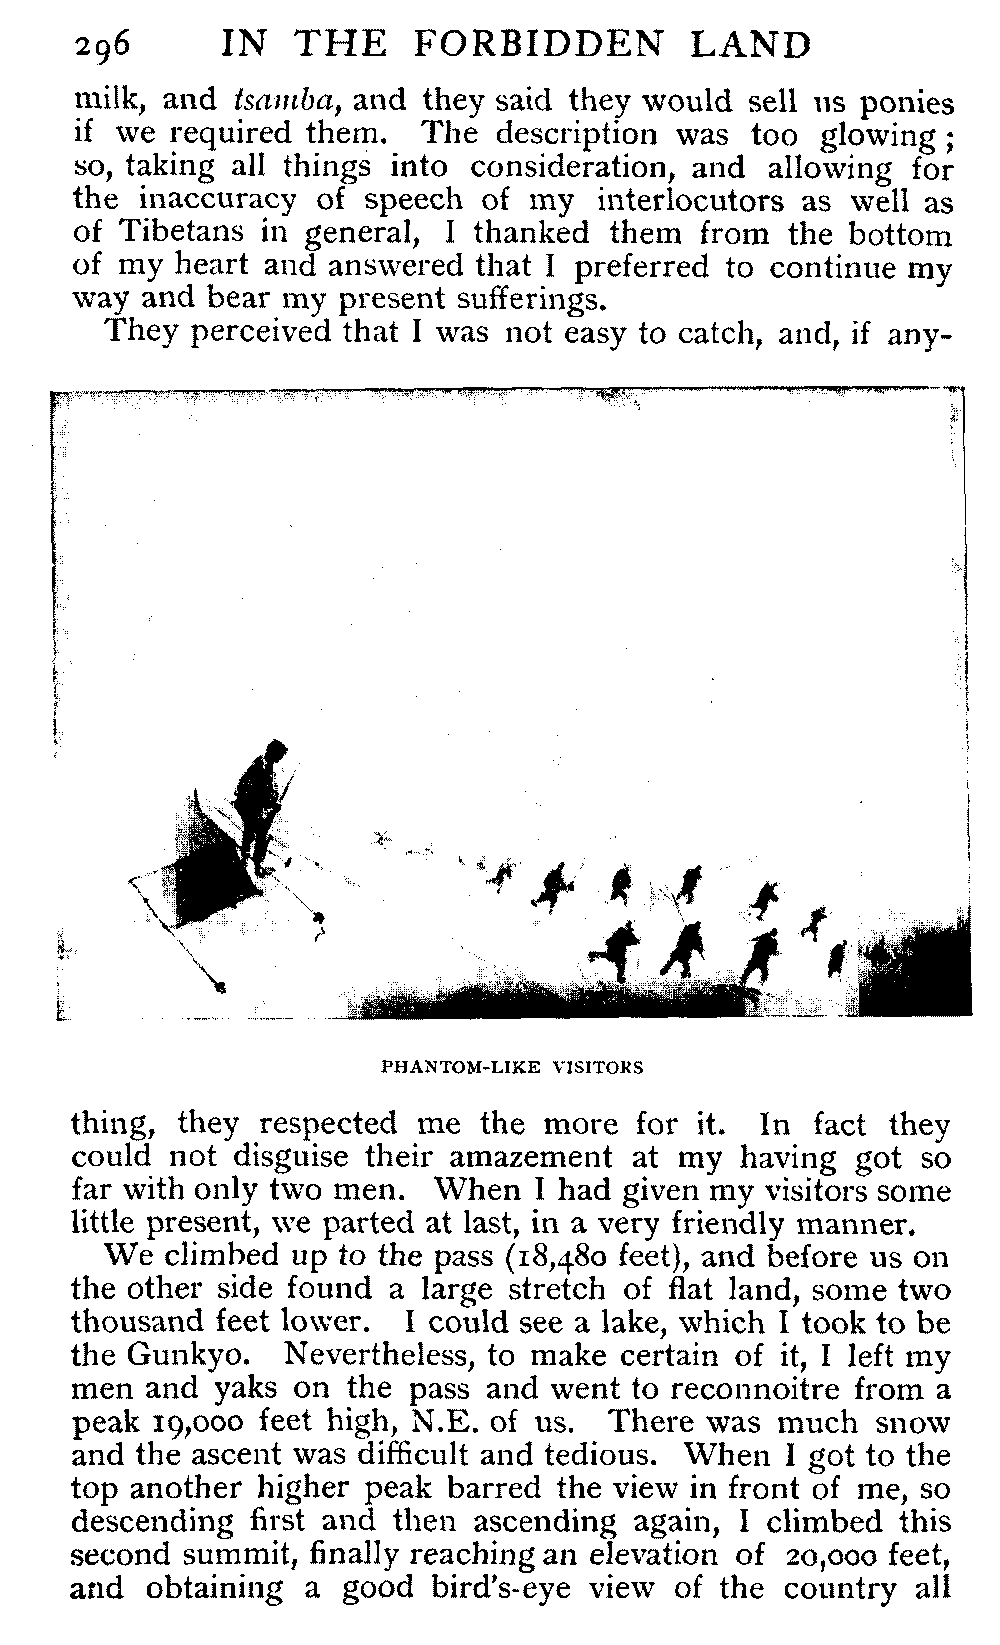 296 IN THE FORBIDDEN LAND
milk, and tsamba, and they said they would sell us ponies
if we required them. The description was too glowing;
so, taking all things into consideration, and allowing for
the inaccuracy of speech of my interlocutors as well as
of Tibetans in general, I thanked them from the bottom
of my heart and answered that I preferred to continue my
way and bear my present sufferings.
They perceived that I was not easy to catch, and, if any-
PHANTOM-LIKE VISITORS
thing, they respected me the more for it. In fact they
could not disguise their amazement at my having got so
far with only two men. When I had given my visitors some
little present, we parted at last, in a very friendly manner.
We climbed up to the pass (18,480 feet), and before us on
the other side found a large stretch of flat land, some two
thousand feet lower. I could see a lake, which I took to be
the Gunkyo. Nevertheless, to make certain of it, I left my
men and yaks on the pass and went to reconnoitre from a
peak 19,000 feet high, N.E. of us. There was much snow
and the ascent was difficult and tedious. When I got to the
top another higher peak barred the view in front of me, so
descending first and then ascending again, I climbed this
second summit, finally reaching an elevation of 20,000 feet,
and obtaining a good bird's-eye view of the country all